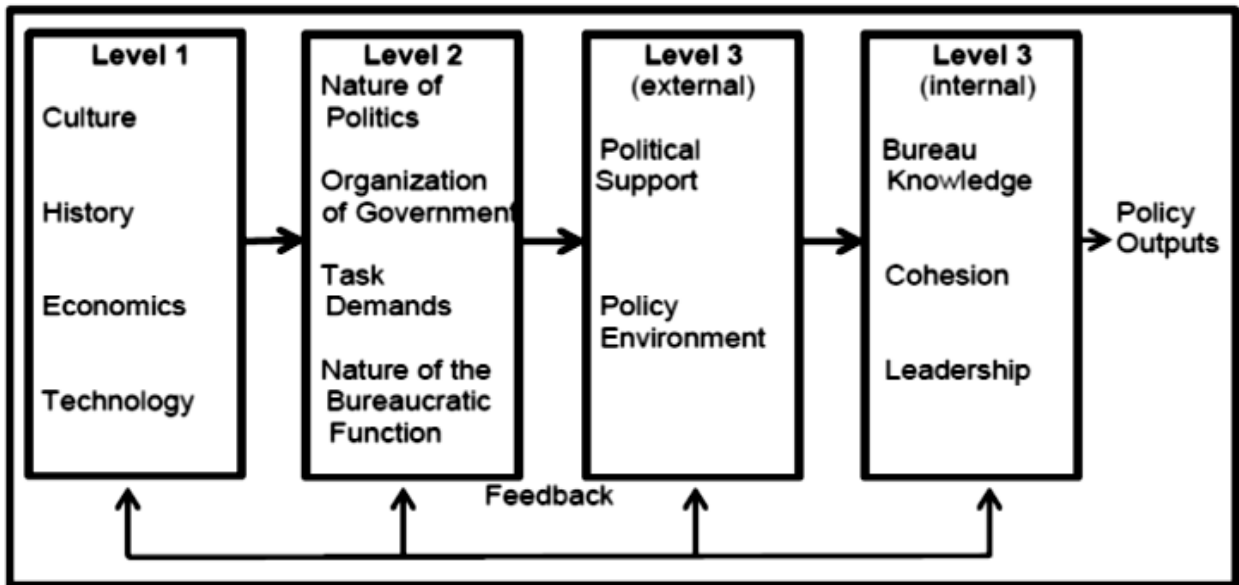 Level 1
Culture
History
Economics
Technology
Level 2
Nature of
Politics
Organization
of Government
Task
Demands
Nature of the
Bureaucratic
Function
Level 3
(external)
Political
Support
Policy
Environment
Level 3
(internal)
Bureau
Knowledge
Cohesion
Leadership
Policy
Outputs
Feedback